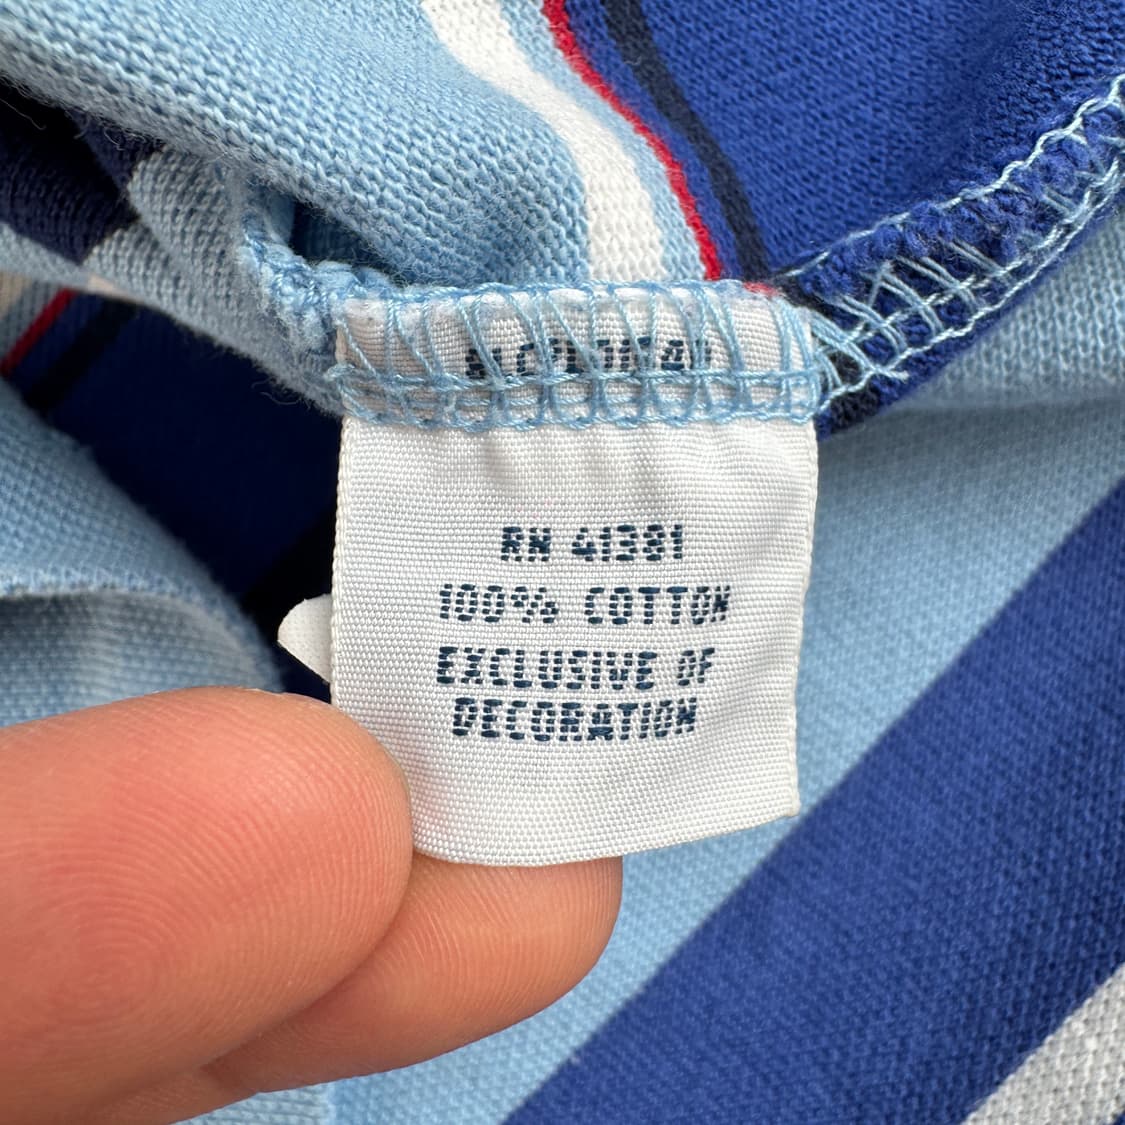 RN 41381
100% COTTON
EXCLUSIVE OF
DECORATION